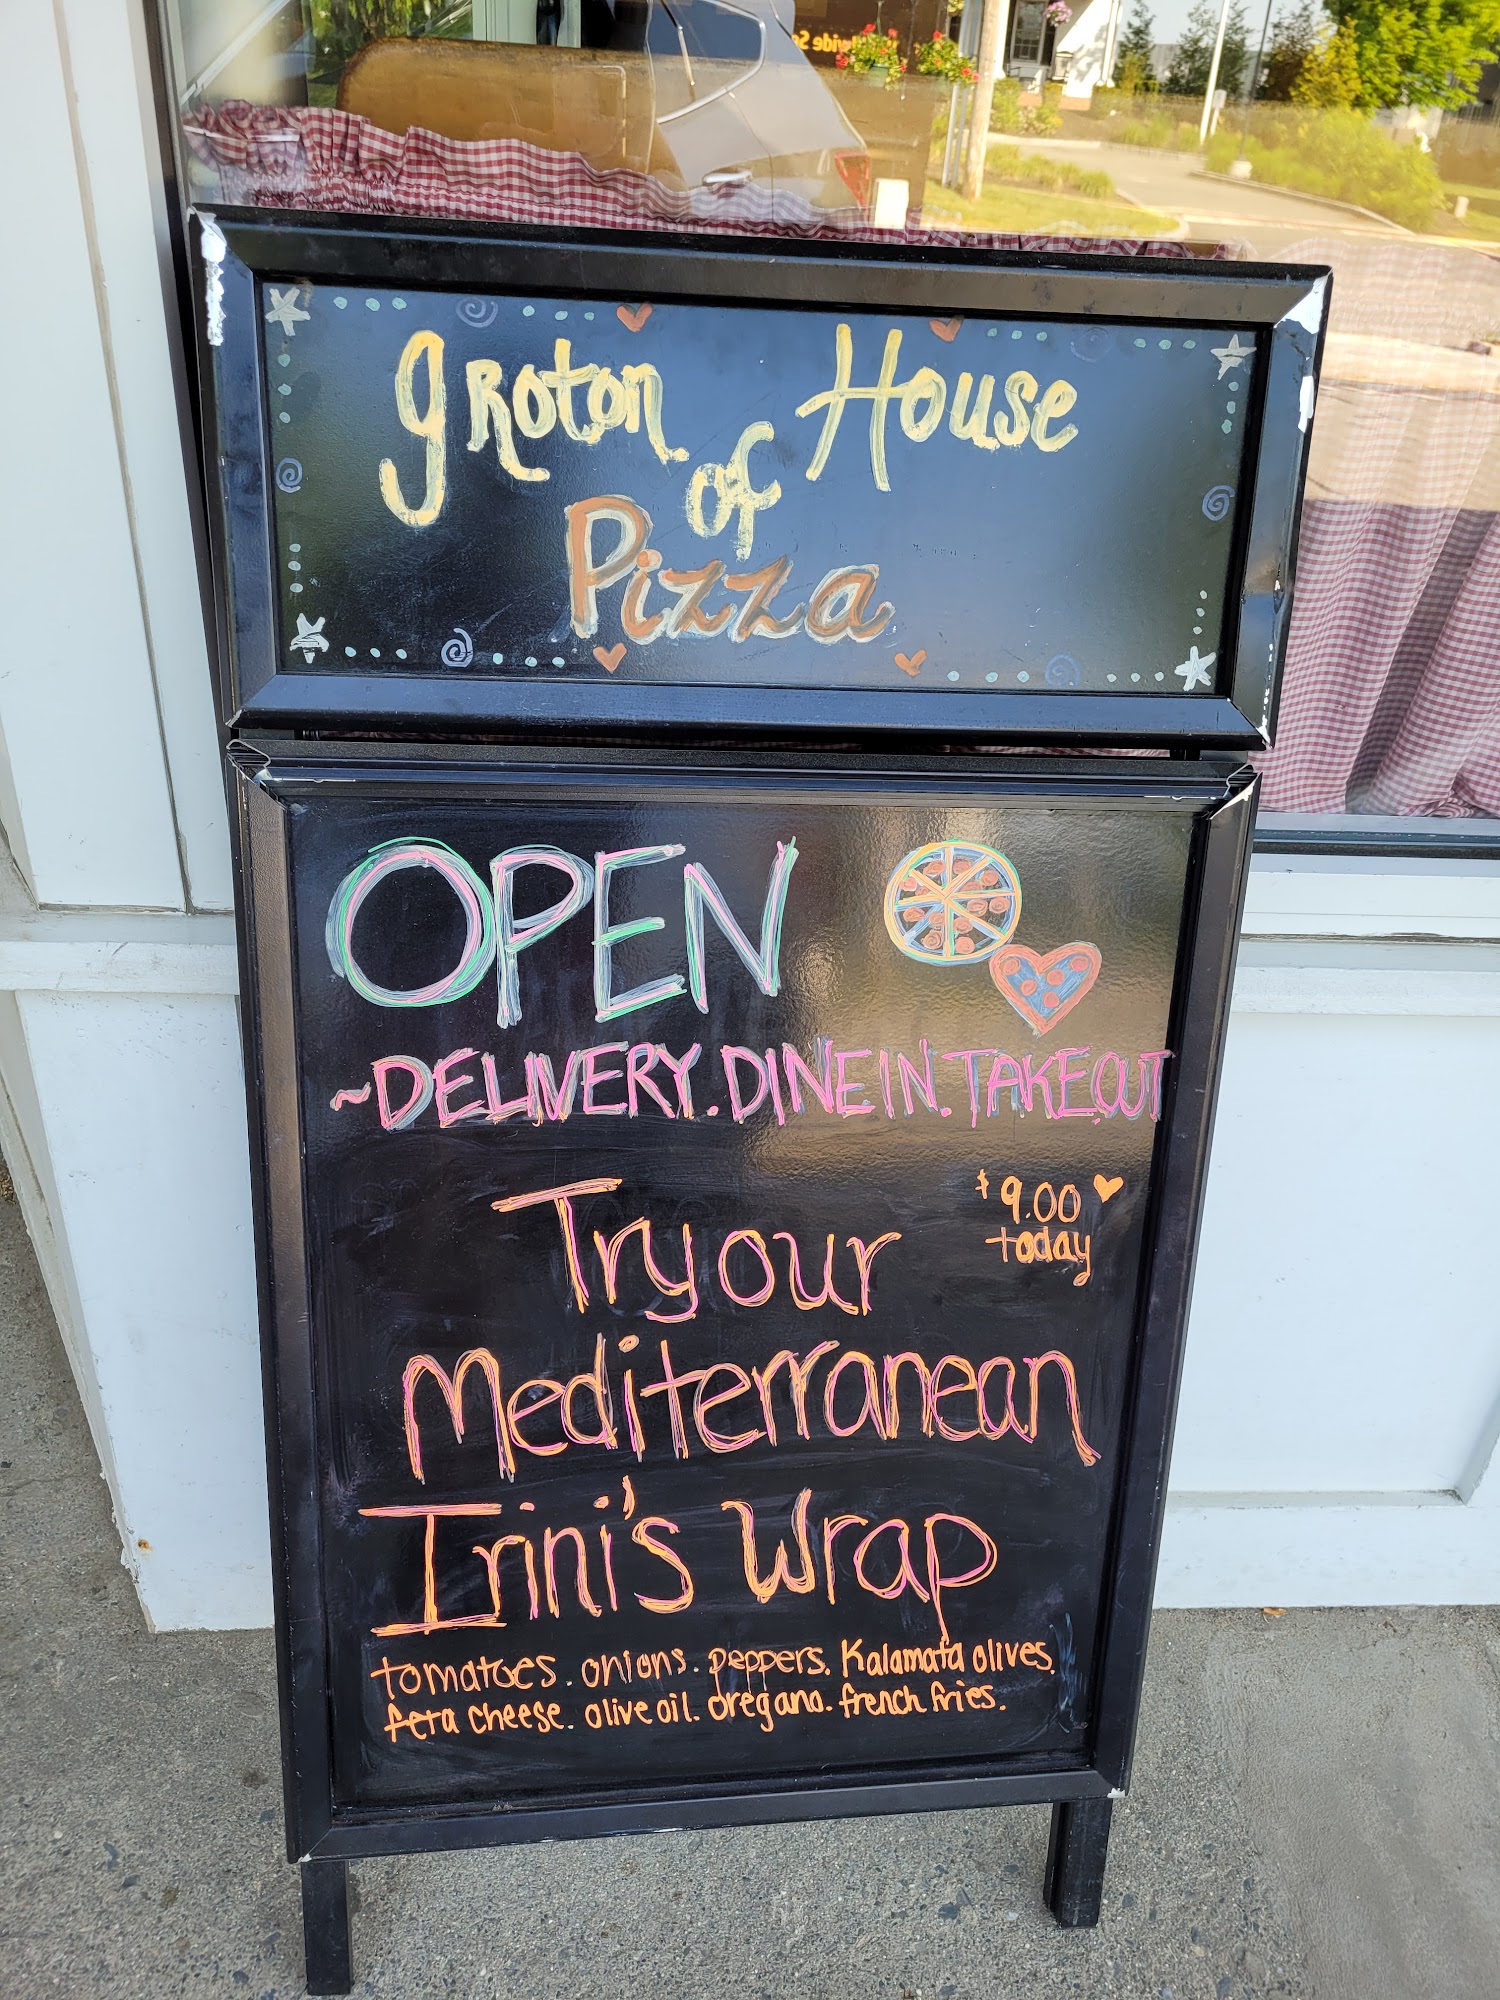 groton House
of
Pizza
OPEN
~DELIVERY. DINE IN. TAKE OUT
$9.00
today
Try our
Mediterranean
Irini's Wrap
tomatoes. onions. peppers. Kalamata olives.
feta cheese. olive oil. oregano. french fries.